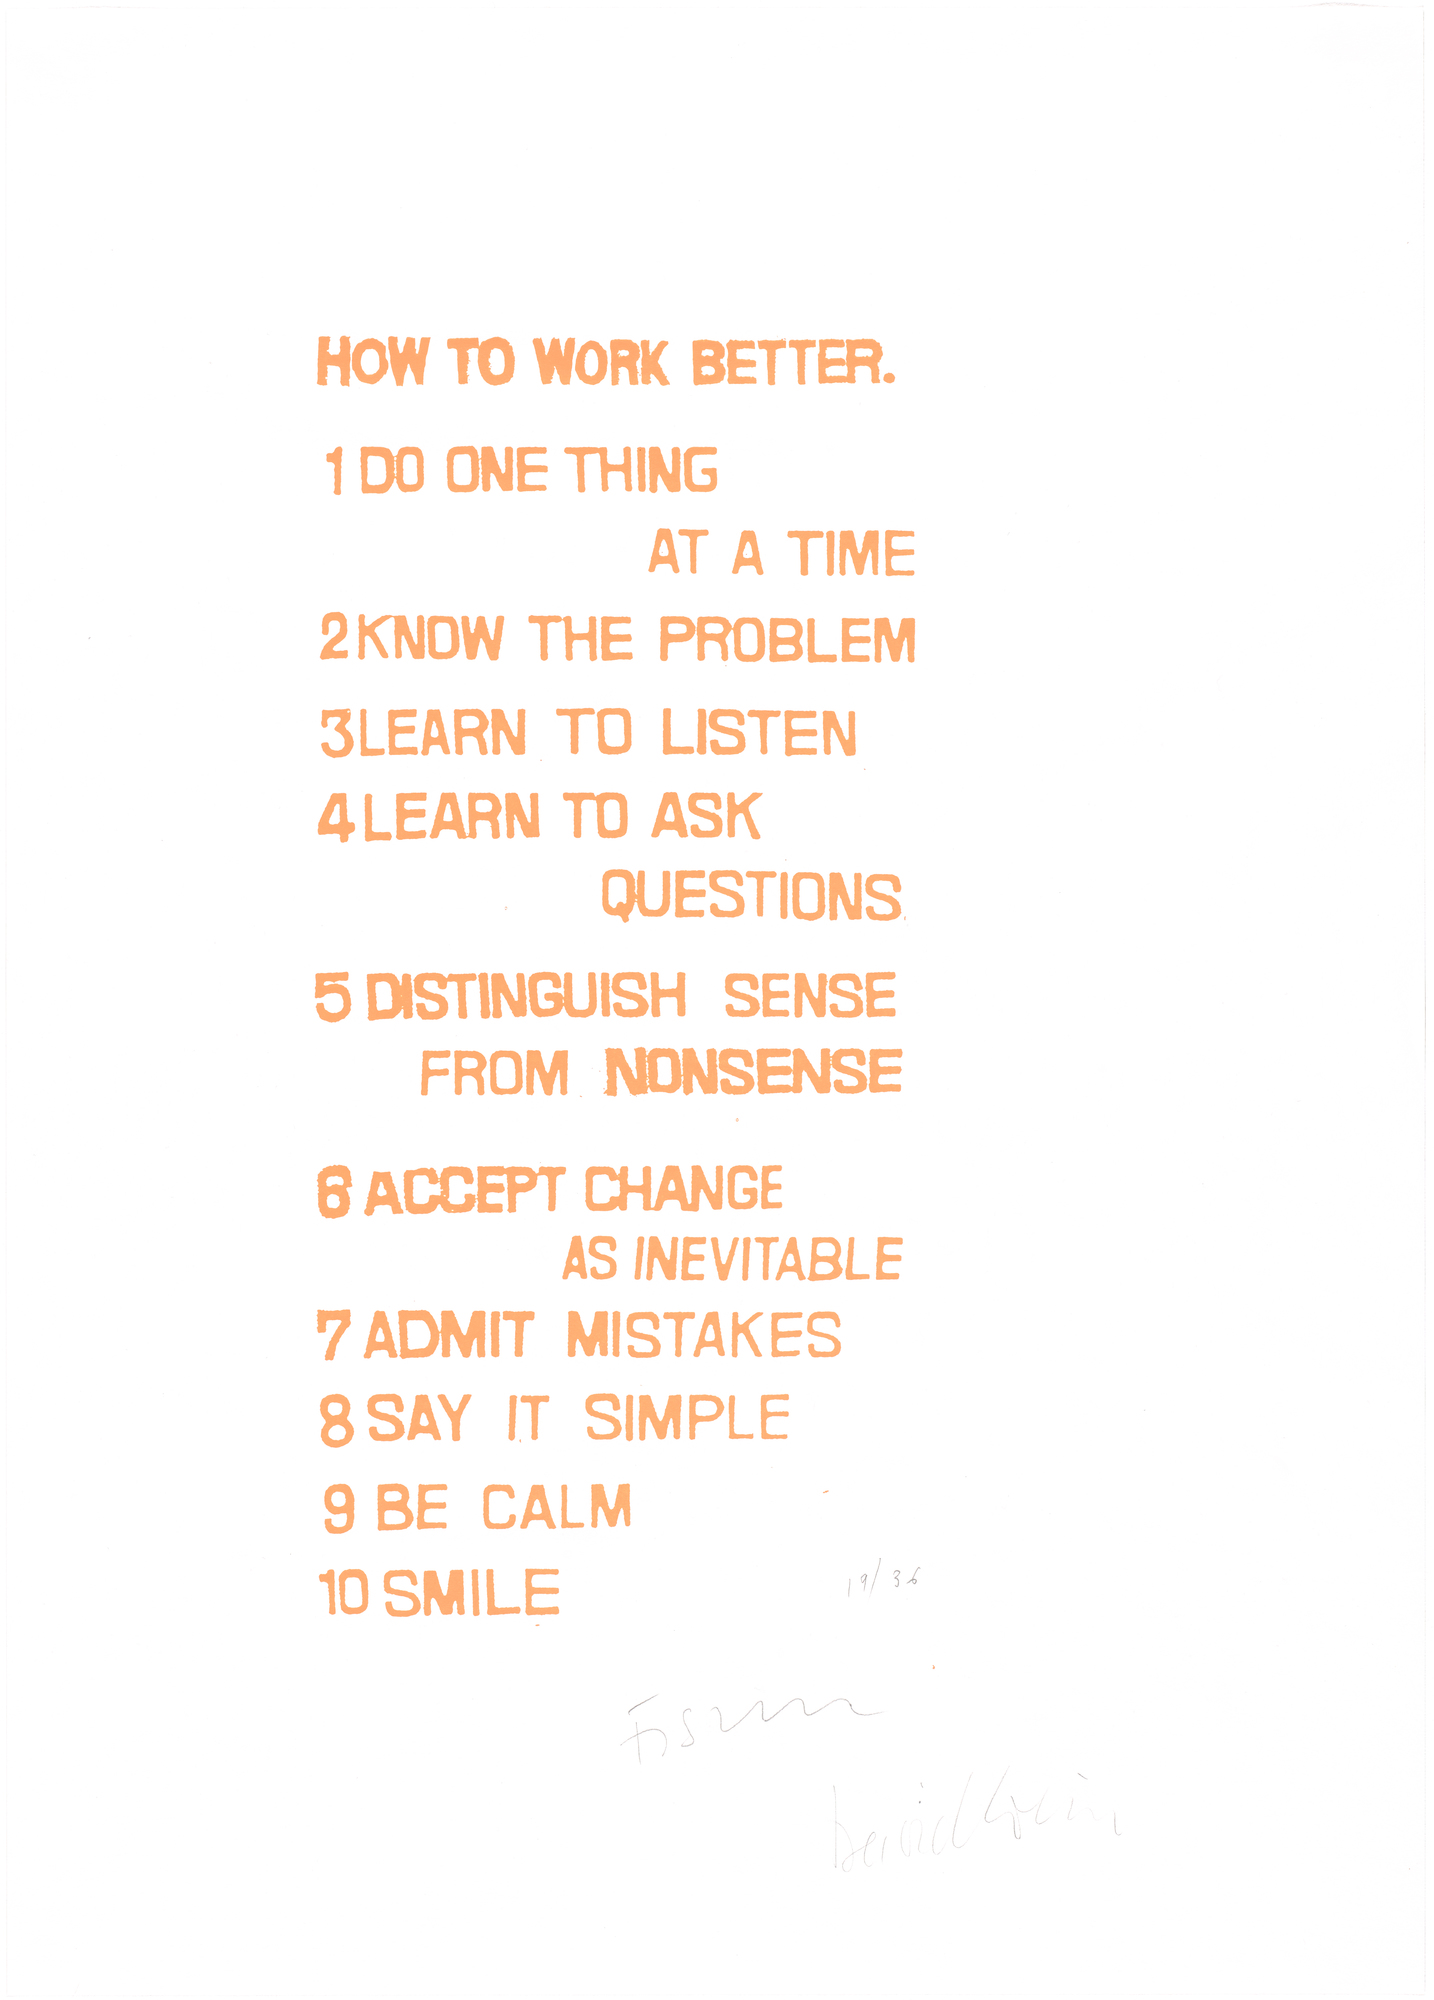 HOW TO WORK BETTER.
1 DO ONE THING
AT A TIME
2 KNOW THE PROBLEM
3 LEARN TO LISTEN
4 LEARN TO ASK
QUESTIONS
5 DISTINGUISH SENSE
FROM NONSENSE
6 ACCEPT CHANGE
AS INEVITABLE
7 ADMIT MISTAKES
8 SAY IT SIMPLE
9 BE CALM
10 SMILE
19/36
David